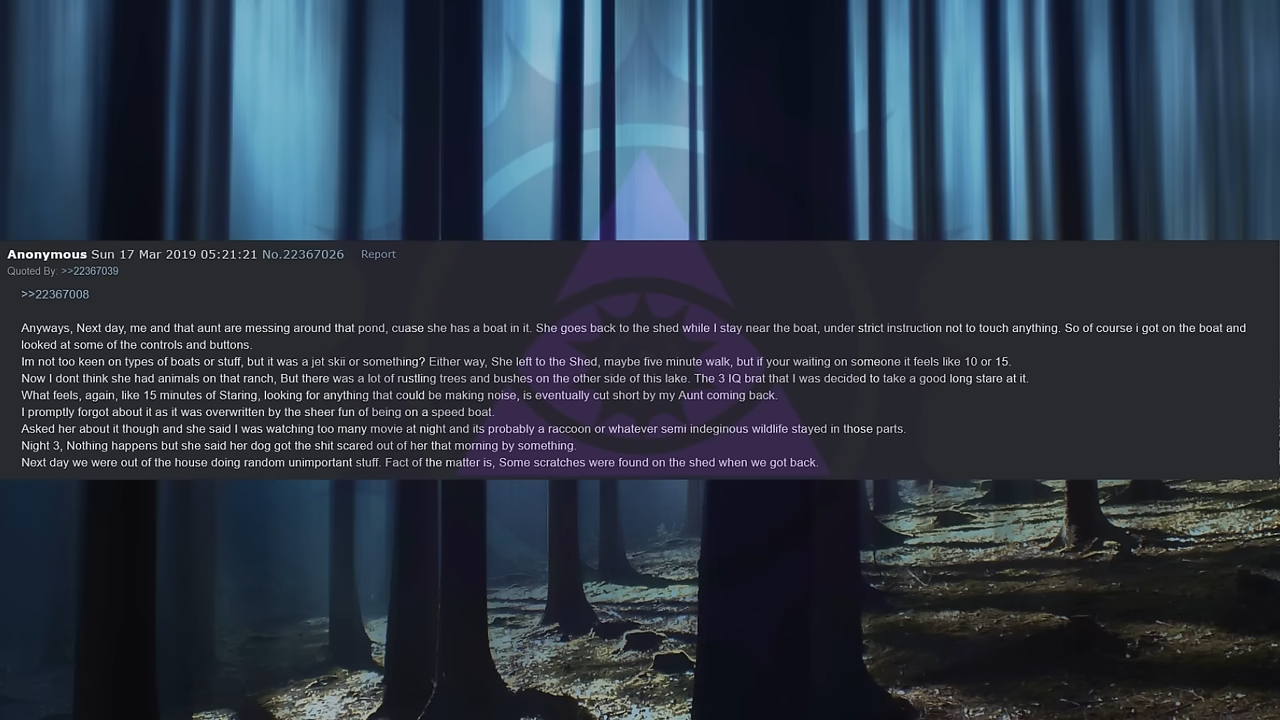 Anonymous Sun 17 Mar 2019 05:21:21 No.22367026 Report
Quoted By: >>22367039
>>22367008
Anyways, Next day, me and that aunt are messing around that pond, cuase she has a boat in it. She goes back to the shed while I stay near the boat, under strict instruction not to touch anything. So of course i got on the boat and
looked at some of the controls and buttons.
Im not too keen on types of boats or stuff, but it was a jet skii or something? Either way, She left to the Shed, maybe five minute walk, but if your waiting on someone it feels like 10 or 15.
Now I dont think she had animals on that ranch, But there was a lot of rustling trees and bushes on the other side of this lake. The 3 IQ brat that I was decided to take a good long stare at it.
What feels, again, like 15 minutes of Staring, looking for anything that could be making noise, is eventually cut short by my Aunt coming back.
I promptly forgot about it as it was overwritten by the sheer fun of being on a speed boat.
Asked her about it though and she said I was watching too many movie at night and its probably a raccoon or whatever semi indeginous wildlife stayed in those parts.
Night 3, Nothing happens but she said her dog got the shit scared out of her that morning by something.
Next day we were out of the house doing random unimportant stuff. Fact of the matter is, Some scratches were found on the shed when we got back.